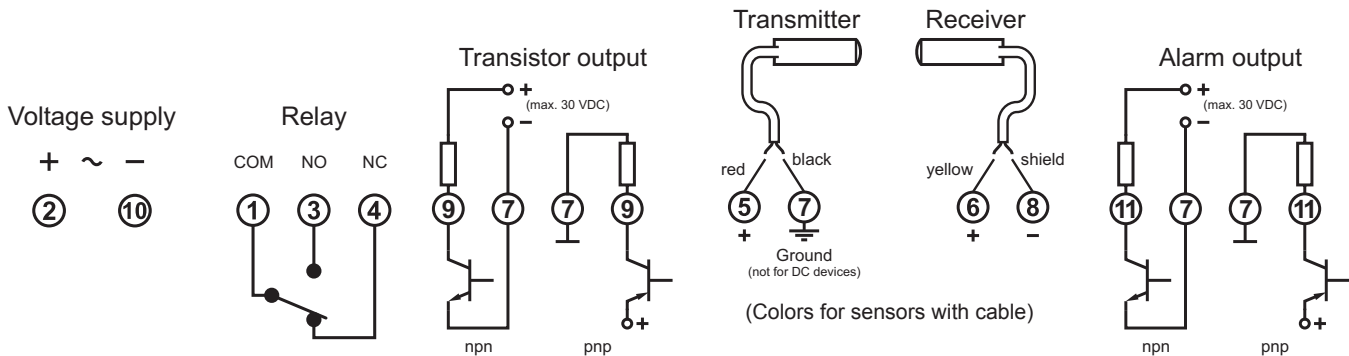 Voltage supply
+ ~ −
2 10
Relay
COM NO NC
1 3 4
Transistor output
+
(max. 30 VDC)
−
9 7 7 9
+
npn pnp
Transmitter
red black
5 7
+
Ground
(not for DC devices)
Receiver
yellow shield
6 8
+ −
(Colors for sensors with cable)
Alarm output
+
(max. 30 VDC)
−
11 7 7 11
+
npn pnp